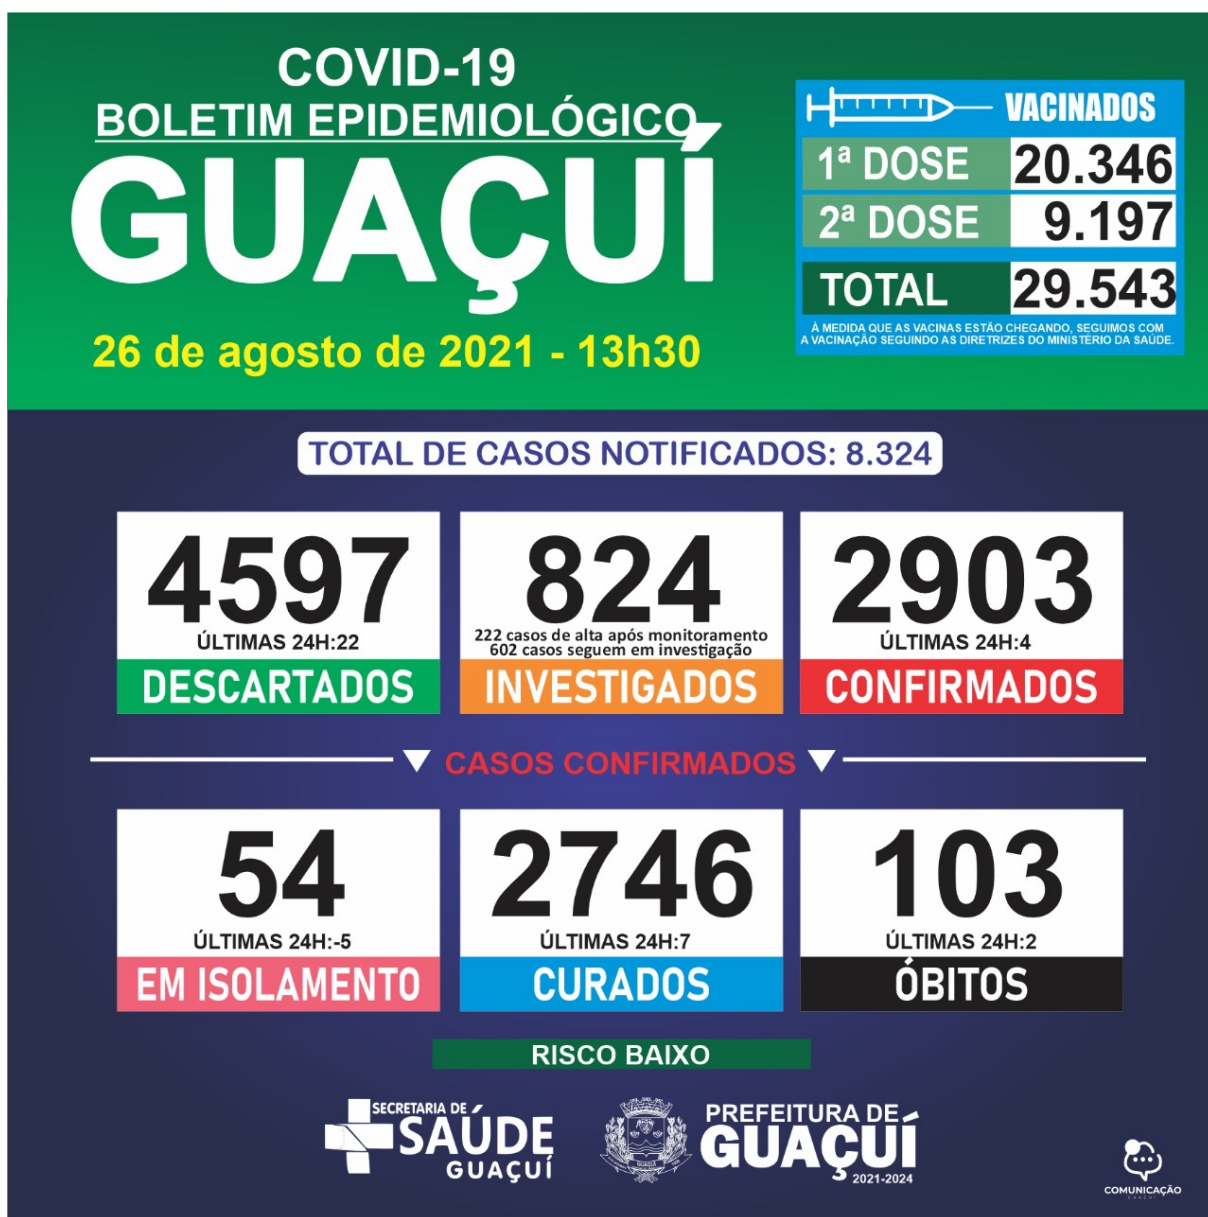 COVID-19
BOLETIM EPIDEMIOLÓGICO
GUAÇUÍ
26 de agosto de 2021 - 13h30
VACINADOS
1ª DOSE 20.346
2ª DOSE 9.197
TOTAL 29.543
À MEDIDA QUE AS VACINAS ESTÃO CHEGANDO, SEGUIMOS COM
A VACINAÇÃO SEGUINDO AS DIRETRIZES DO MINISTÉRIO DA SAÚDE.
TOTAL DE CASOS NOTIFICADOS: 8.324
4597
ÚLTIMAS 24H:22
DESCARTADOS
824
222 casos de alta após monitoramento
602 casos seguem em investigação
INVESTIGADOS
2903
ÚLTIMAS 24H:4
CONFIRMADOS
CASOS CONFIRMADOS
54
ÚLTIMAS 24H:-5
EM ISOLAMENTO
2746
ÚLTIMAS 24H:7
CURADOS
103
ÚLTIMAS 24H:2
ÓBITOS
RISCO BAIXO
SECRETARIA DE
SAÚDE
GUAÇUÍ
PREFEITURA DE
GUAÇUÍ
2021-2024
COMUNICAÇÃO